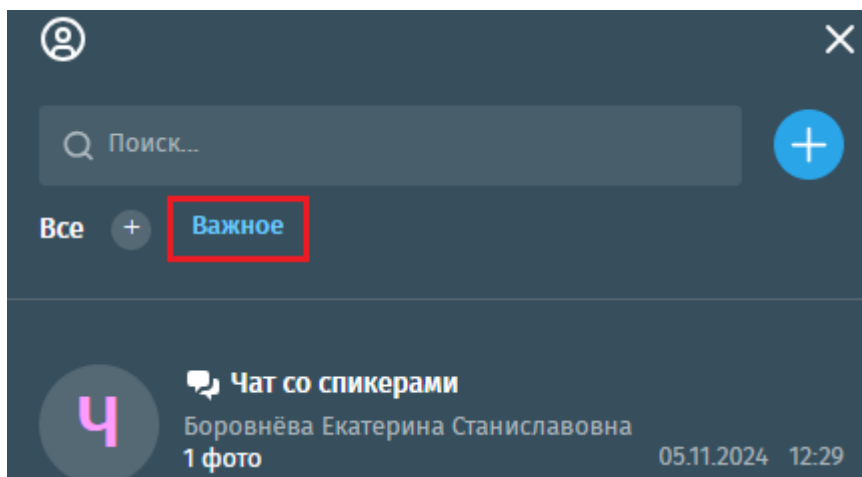 Поиск...
Все + Важное
Ч
Чат со спикерами
Боровнёва Екатерина Станиславовна
1 фото 05.11.2024 12:29